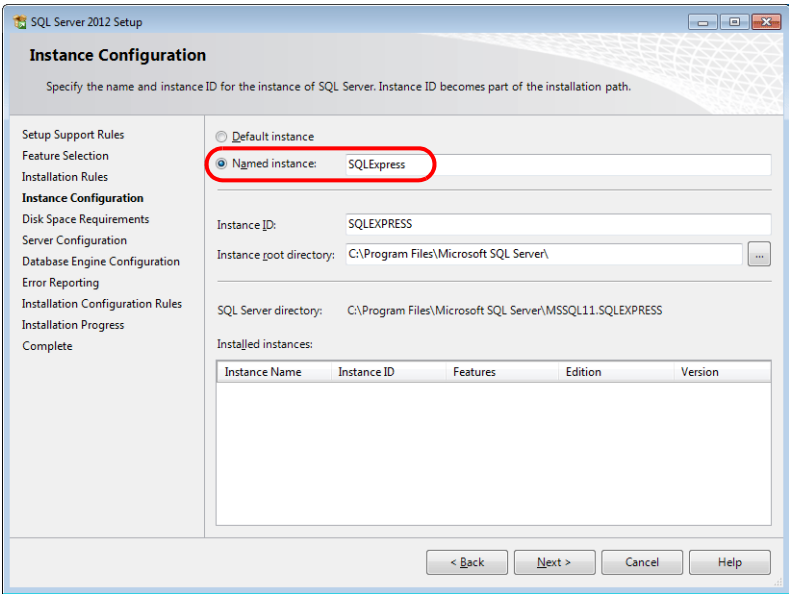 SQL Server 2012 Setup
Instance Configuration
Specify the name and instance ID for the instance of SQL Server. Instance ID becomes part of the installation path.
Setup Support Rules
Feature Selection
Installation Rules
Instance Configuration
Disk Space Requirements
Server Configuration
Database Engine Configuration
Error Reporting
Installation Configuration Rules
Installation Progress
Complete
Default instance
Named instance: SQLExpress
Instance ID: SQLEXPRESS
Instance root directory: C:\Program Files\Microsoft SQL Server\ ...
SQL Server directory: C:\Program Files\Microsoft SQL Server\MSSQL11.SQLEXPRESS
Installed instances:
Instance Name Instance ID Features Edition Version
< Back Next > Cancel Help